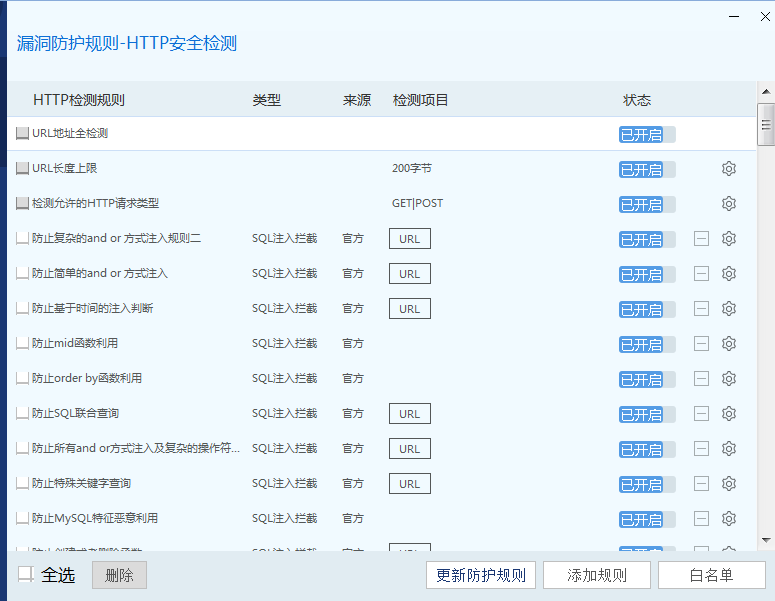 漏洞防护规则-HTTP安全检测
HTTP检测规则 类型 来源 检测项目 状态
URL地址全检测 已开启
URL长度上限 200字节 已开启
检测允许的HTTP请求类型 GET|POST 已开启
防止复杂的and or 方式注入规则二 SQL注入拦截 官方 URL 已开启
防止简单的and or 方式注入 SQL注入拦截 官方 URL 已开启
防止基于时间的注入判断 SQL注入拦截 官方 URL 已开启
防止mid函数利用 SQL注入拦截 官方 已开启
防止order by函数利用 SQL注入拦截 官方 已开启
防止SQL联合查询 SQL注入拦截 官方 URL 已开启
防止所有and or方式注入及复杂的操作符... SQL注入拦截 官方 URL 已开启
防止特殊关键字查询 SQL注入拦截 官方 URL 已开启
防止MySQL特征恶意利用 SQL注入拦截 官方 已开启
全选 删除 更新防护规则 添加规则 白名单